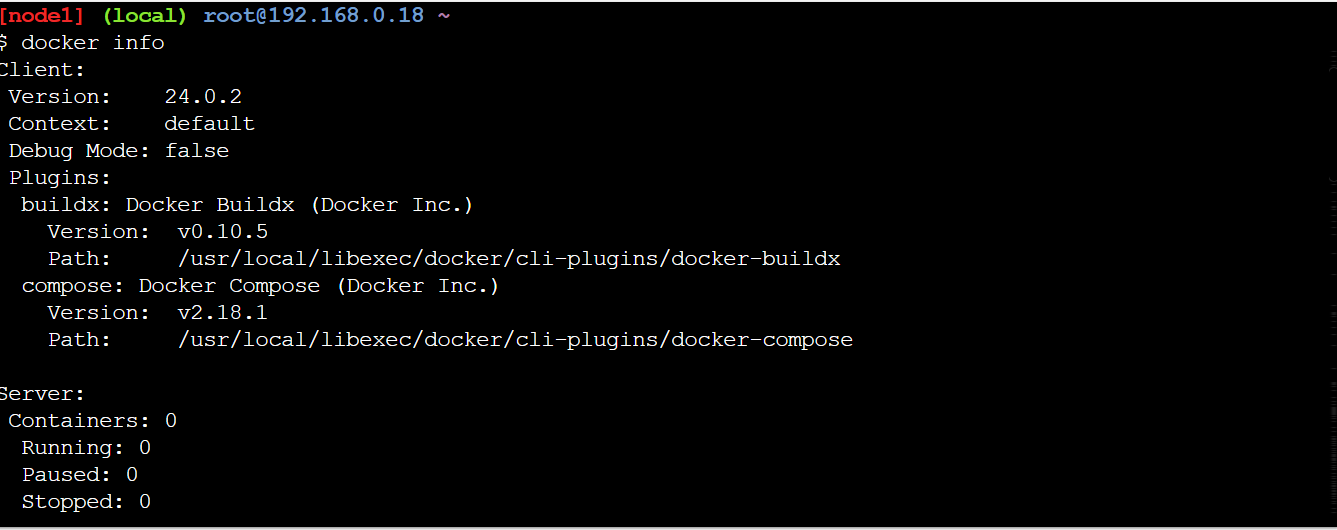 [node1] (local) root@192.168.0.18 ~
$ docker info
Client:
 Version:    24.0.2
 Context:    default
 Debug Mode: false
 Plugins:
  buildx: Docker Buildx (Docker Inc.)
    Version:  v0.10.5
    Path:     /usr/local/libexec/docker/cli-plugins/docker-buildx
  compose: Docker Compose (Docker Inc.)
    Version:  v2.18.1
    Path:     /usr/local/libexec/docker/cli-plugins/docker-compose

Server:
 Containers: 0
  Running: 0
  Paused: 0
  Stopped: 0